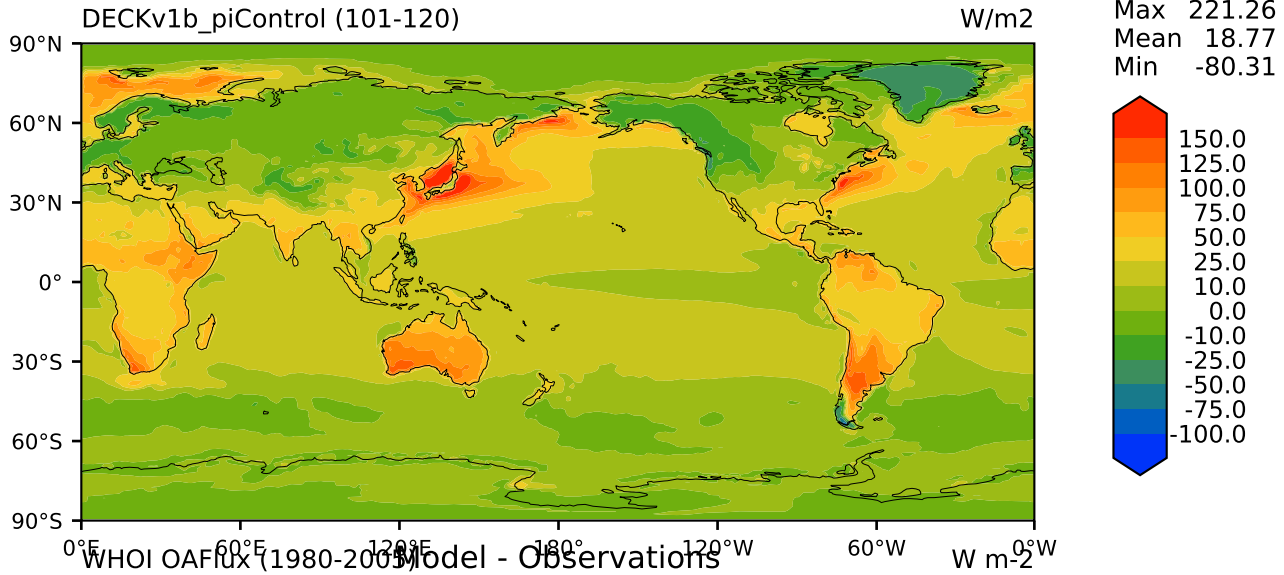 DECKv1b_piControl (101-120) W/m2
Max 221.26
Mean 18.77
Min -80.31
90°N
60°N
30°N
0°
30°S
60°S
90°S
150.0
125.0
100.0
75.0
50.0
25.0
10.0
0.0
-10.0
-25.0
-50.0
-75.0
-100.0
0°E 60°E 120°E 180° 120°W 60°W 0°W
WHOI OAFlux (1980-2005) Model - Observations W m-2